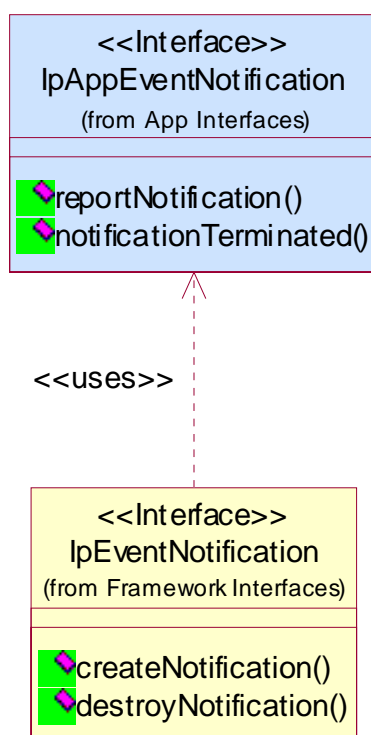 <<Interface>>
IpAppEventNotification
(from App Interfaces)
reportNotification()
notificationTerminated()
<<uses>>
<<Interface>>
IpEventNotification
(from Framework Interfaces)
createNotification()
destroyNotification()